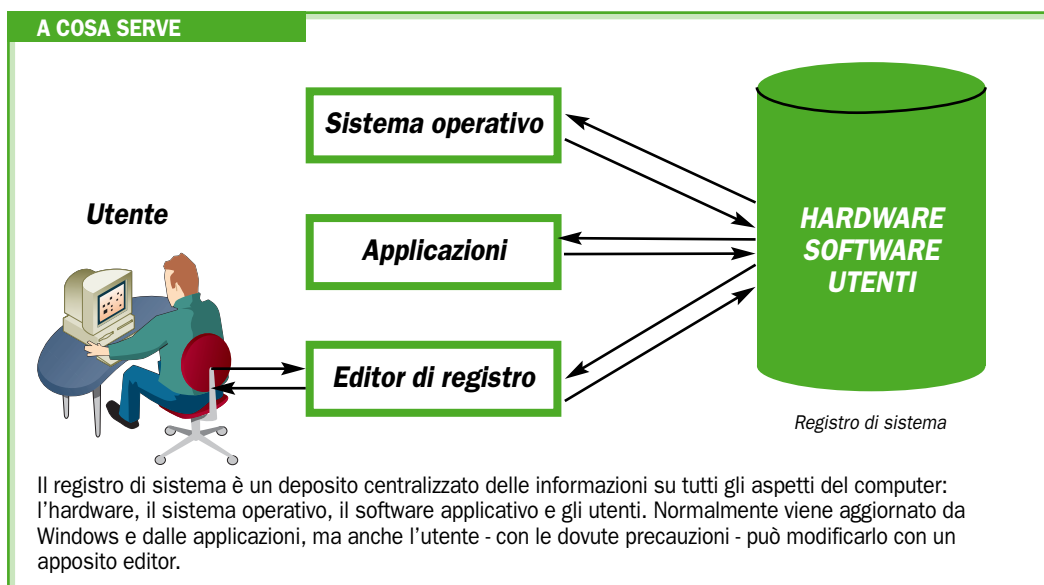 A COSA SERVE
Sistema operativo
Utente
Applicazioni
Editor di registro
HARDWARE
SOFTWARE
UTENTI
Registro di sistema
Il registro di sistema è un deposito centralizzato delle informazioni su tutti gli aspetti del computer:
l’hardware, il sistema operativo, il software applicativo e gli utenti. Normalmente viene aggiornato da
Windows e dalle applicazioni, ma anche l’utente - con le dovute precauzioni - può modificarlo con un
apposito editor.